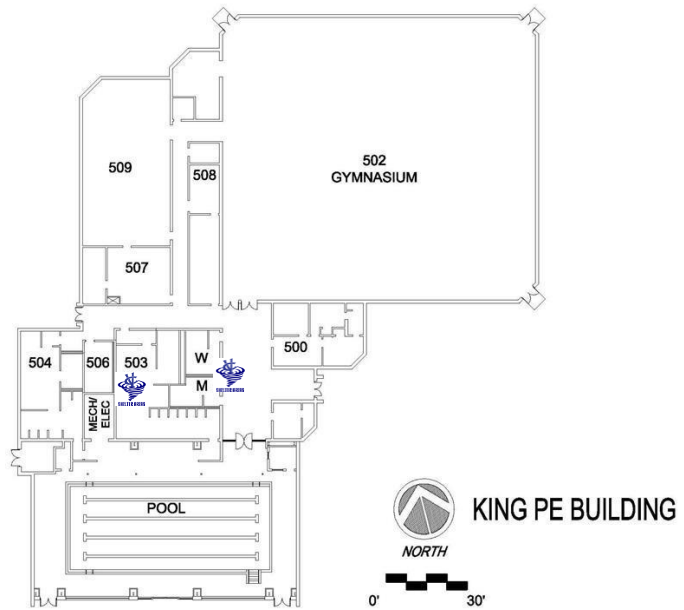 502
GYMNASIUM
509
508
507
500
504
506
503
W
M
MECH/
ELEC
POOL
KING PE BUILDING
NORTH
0'
30'